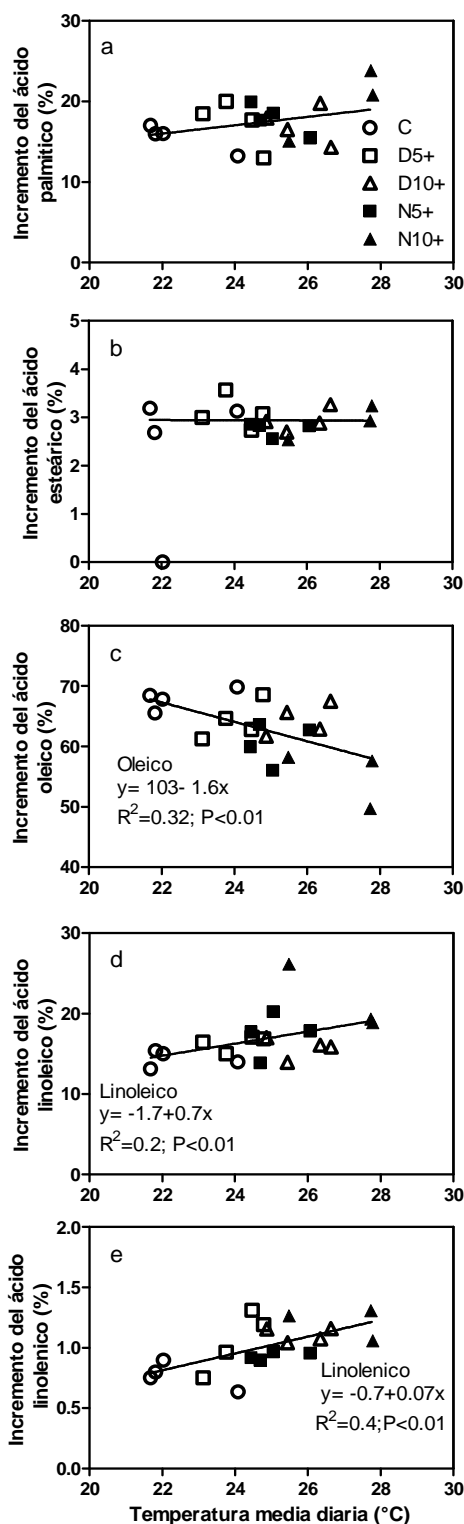 a
Incremento del ácido
palmitico (%)
30
20
10
0
C
D5+
D10+
N5+
N10+
20 22 24 26 28 30
b
Incremento del ácido
esteárico (%)
5
4
3
2
1
0
20 22 24 26 28 30
c
Incremento del ácido
oleico (%)
80
70
60
50
40
Oleico
y= 103- 1.6x
R²=0.32; P<0.01
20 22 24 26 28 30
d
Incremento del ácido
linoleico (%)
30
20
10
0
Linoleico
y= -1.7+0.7x
R²=0.2; P<0.01
20 22 24 26 28 30
e
Incremento del ácido
linolenico (%)
2.0
1.5
1.0
0.5
0.0
Linolenico
y= -0.7+0.07x
R²=0.4;P<0.01
20 22 24 26 28 30
Temperatura media diaria (°C)